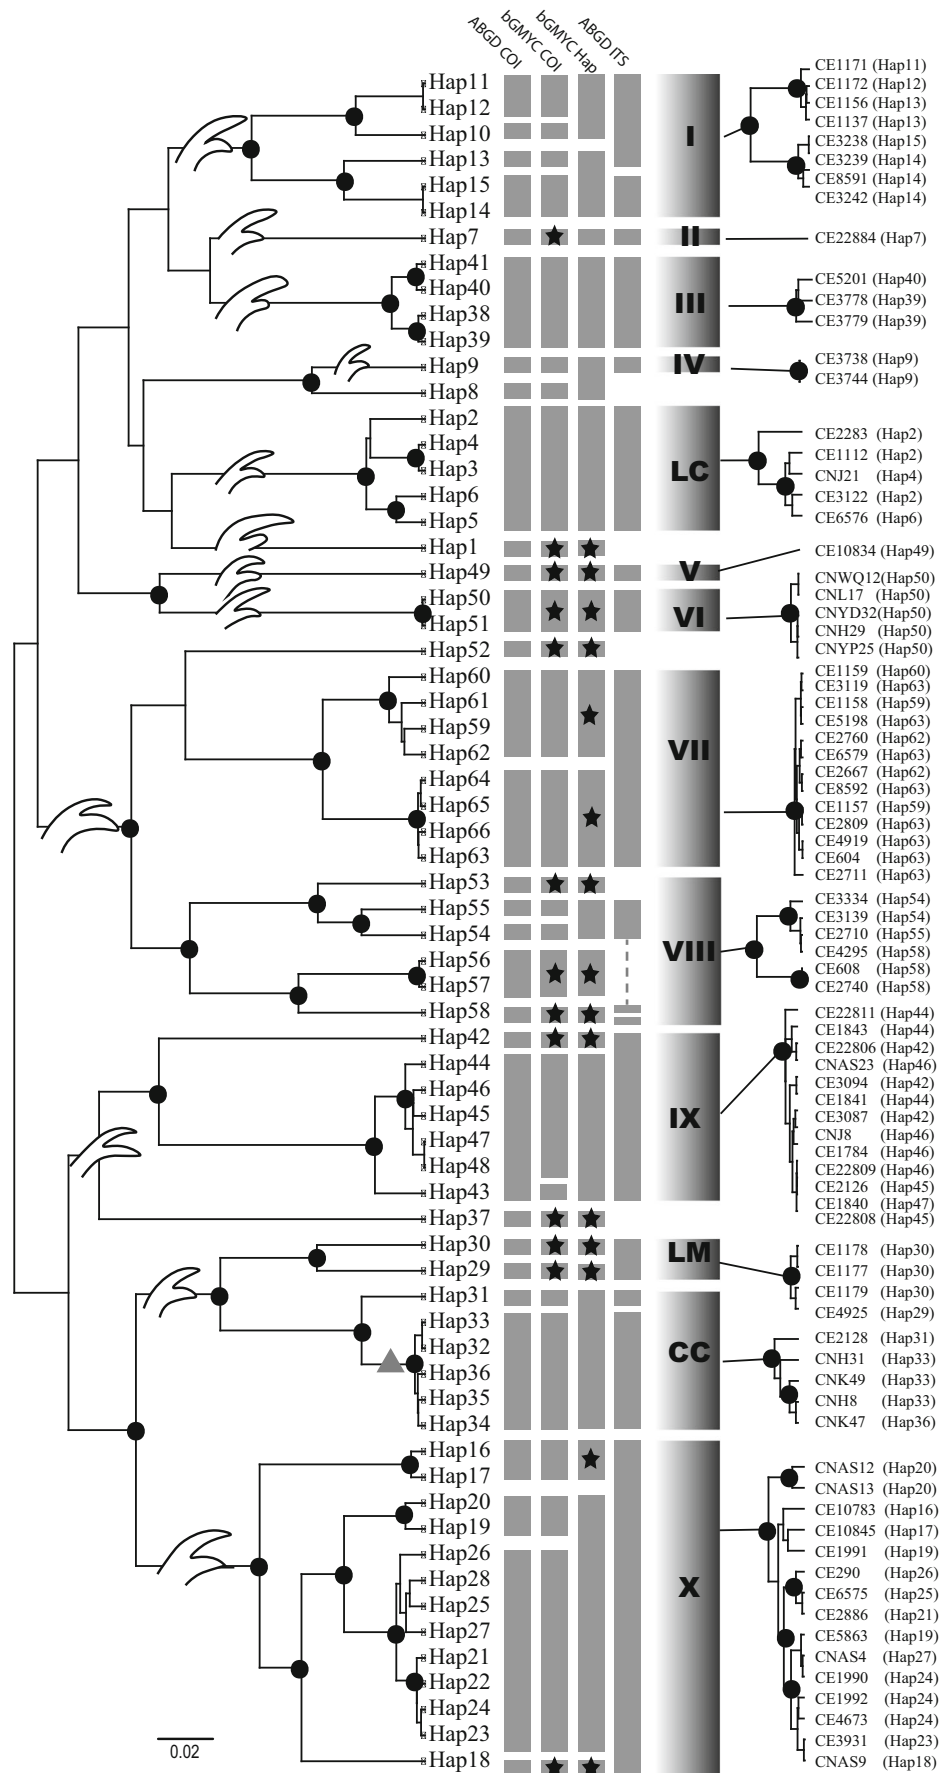 ABGD COI
bGMYC COI
bGMYC Hap
ABGD ITS
Hap11
Hap12
Hap10
Hap13
Hap15
Hap14
Hap7
Hap41
Hap40
Hap38
Hap39
Hap9
Hap8
Hap2
Hap4
Hap3
Hap6
Hap5
Hap1
Hap49
Hap50
Hap51
Hap52
Hap60
Hap61
Hap59
Hap62
Hap64
Hap65
Hap66
Hap63
Hap53
Hap55
Hap54
Hap56
Hap57
Hap58
Hap42
Hap44
Hap46
Hap45
Hap47
Hap48
Hap43
Hap37
Hap30
Hap29
Hap31
Hap33
Hap32
Hap36
Hap35
Hap34
Hap16
Hap17
Hap20
Hap19
Hap26
Hap28
Hap25
Hap27
Hap21
Hap22
Hap24
Hap23
Hap18
0.02
I
II
III
IV
LC
V
VI
VII
VIII
IX
LM
CC
X
CE1171 (Hap11)
CE1172 (Hap12)
CE1156 (Hap13)
CE1137 (Hap13)
CE3238 (Hap15)
CE3239 (Hap14)
CE8591 (Hap14)
CE3242 (Hap14)
CE22884 (Hap7)
CE5201 (Hap40)
CE3778 (Hap39)
CE3779 (Hap39)
CE3738 (Hap9)
CE3744 (Hap9)
CE2283 (Hap2)
CE1112 (Hap2)
CNJ21 (Hap4)
CE3122 (Hap2)
CE6576 (Hap6)
CE10834 (Hap49)
CNWQ12(Hap50)
CNL17 (Hap50)
CNYD32(Hap50)
CNH29 (Hap50)
CNYP25 (Hap50)
CE1159 (Hap60)
CE3119 (Hap63)
CE1158 (Hap59)
CE5198 (Hap63)
CE2760 (Hap62)
CE6579 (Hap63)
CE2667 (Hap62)
CE8592 (Hap63)
CE1157 (Hap59)
CE2809 (Hap63)
CE4919 (Hap63)
CE604 (Hap63)
CE2711 (Hap63)
CE3334 (Hap54)
CE3139 (Hap54)
CE2710 (Hap55)
CE4295 (Hap58)
CE608 (Hap58)
CE2740 (Hap58)
CE22811 (Hap44)
CE1843 (Hap44)
CE22806 (Hap42)
CNAS23 (Hap46)
CE3094 (Hap42)
CE1841 (Hap44)
CE3087 (Hap42)
CNJ8 (Hap46)
CE1784 (Hap46)
CE22809 (Hap46)
CE2126 (Hap45)
CE1840 (Hap47)
CE22808 (Hap45)
CE1178 (Hap30)
CE1177 (Hap30)
CE1179 (Hap30)
CE4925 (Hap29)
CE2128 (Hap31)
CNH31 (Hap33)
CNK49 (Hap33)
CNH8 (Hap33)
CNK47 (Hap36)
CNAS12 (Hap20)
CNAS13 (Hap20)
CE10783 (Hap16)
CE10845 (Hap17)
CE1991 (Hap19)
CE290 (Hap26)
CE6575 (Hap25)
CE2886 (Hap21)
CE5863 (Hap19)
CNAS4 (Hap27)
CE1990 (Hap24)
CE1992 (Hap24)
CE4673 (Hap24)
CE3931 (Hap23)
CNAS9 (Hap18)